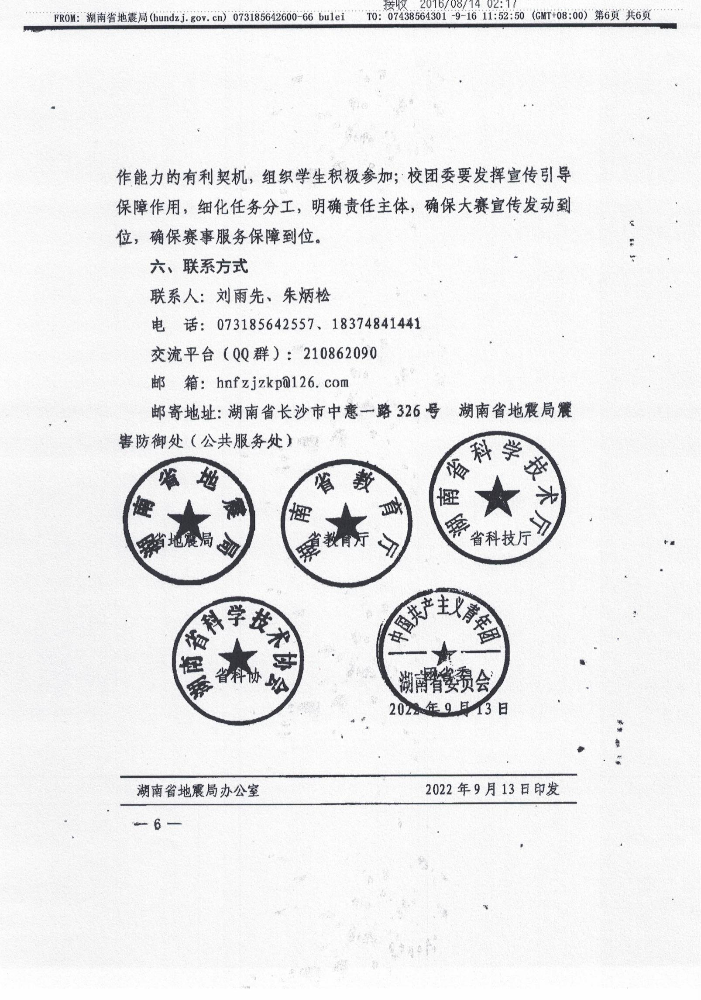 接收 2016/08/14 02:17
FROM: 湖南省地震局(hundzj.gov.cn) 073185642600-66 bulei TO: 07438564301 -9-16 11:52:50 (GMT+08:00) 第6页 共6页
作能力的有利契机，组织学生积极参加；校团委要发挥宣传引导
保障作用，细化任务分工，明确责任主体，确保大赛宣传发动到
位，确保赛事服务保障到位。
六、联系方式
联系人：刘雨先、朱炳松
电 话：073185642557、18374841441
交流平台（QQ群）：210862090
邮 箱：hnfzjzkp@126.com
邮寄地址：湖南省长沙市中意一路326号 湖南省地震局震
害防御处（公共服务处）
湖南省地震局
省地震局
湖南省教育厅
省教育厅
湖南省科学技术厅
省科技厅
湖南省科学技术协会
省科协
中国共产主义青年团
团省委
湖南省委员会
2022年9月13日
湖南省地震局办公室 2022年9月13日印发
— 6 —